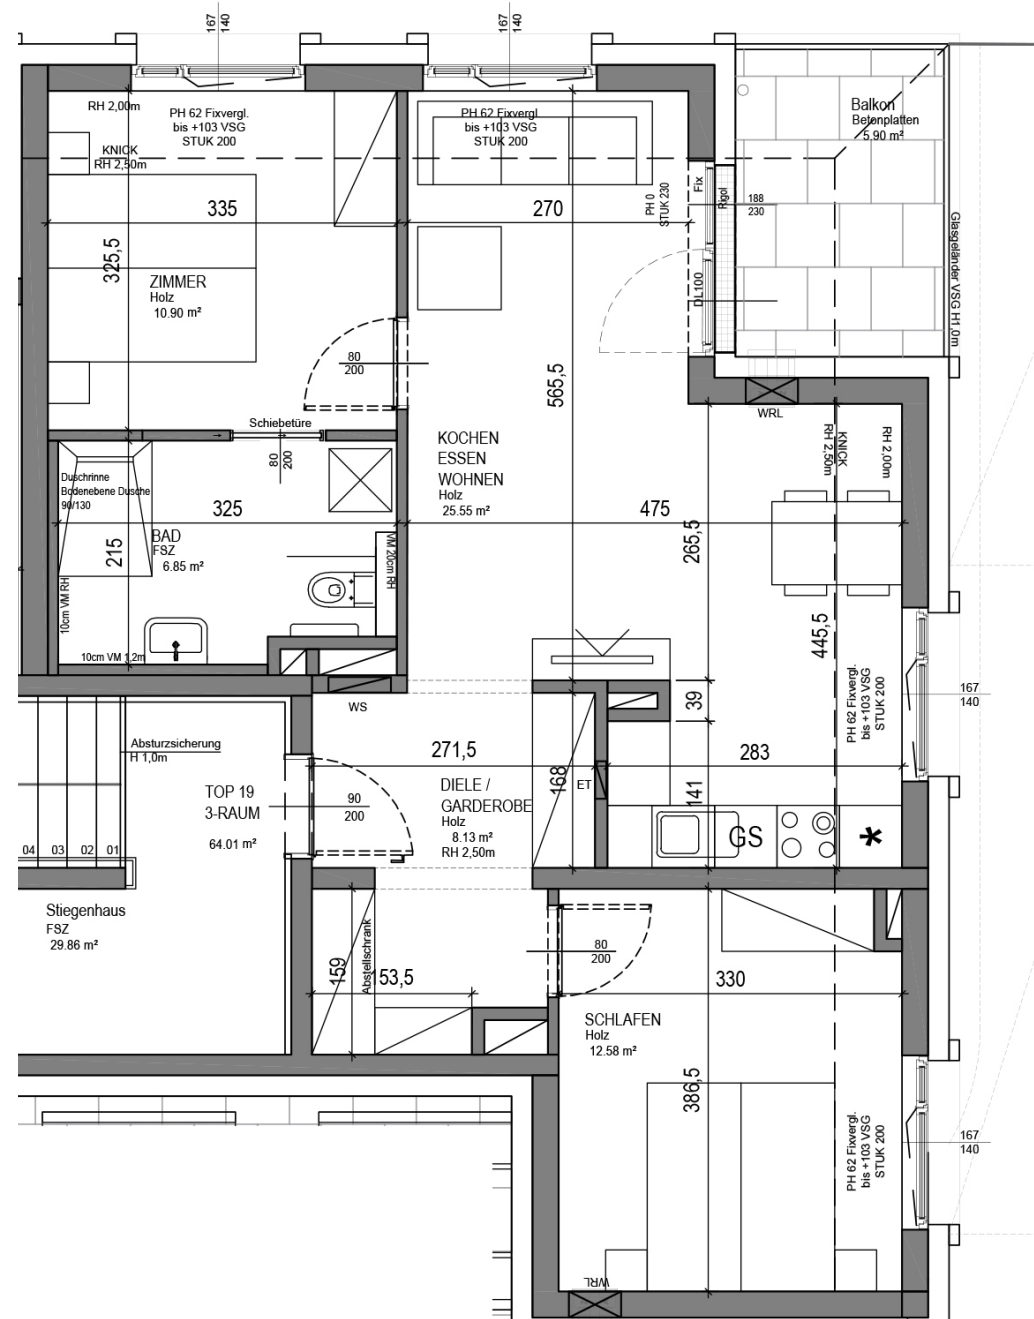 167
140
167
140
RH 2,00m
PH 62 Fixvergl.
bis +103 VSG
STUK 200
PH 62 Fixvergl.
bis +103 VSG
STUK 200
Balkon
Betonplatten
5.90 m²
KNICK
RH 2,50m
335
270
PH 0
STUK 230
Fix
Rigol
188
230
Glasgeländer VSG H1,0m
325,5
ZIMMER
Holz
10.90 m²
DL100
80
200
565,5
WRL
Schiebetüre
80
200
KOCHEN
ESSEN
WOHNEN
Holz
25.55 m²
KNICK
RH 2,50m
RH 2,00m
Duschrinne
Bodenebene Dusche
90/130
325
475
215
BAD
FSZ
6.85 m²
VM 20cm RH
265,5
10cm VM RH
10cm VM 1,2m
445,5
PH 62 Fixvergl.
bis +103 VSG
STUK 200
167
140
WS
39
Absturzsicherung
H 1,0m
271,5
283
168
ET
141
TOP 19
3-RAUM
64.01 m²
90
200
DIELE /
GARDEROBE
Holz
8.13 m²
RH 2,50m
GS
*
04 03 02 01
Stiegenhaus
FSZ
29.86 m²
Abstellschrank
159
153,5
80
200
330
SCHLAFEN
Holz
12.58 m²
386,5
PH 62 Fixvergl.
bis +103 VSG
STUK 200
167
140
WRL